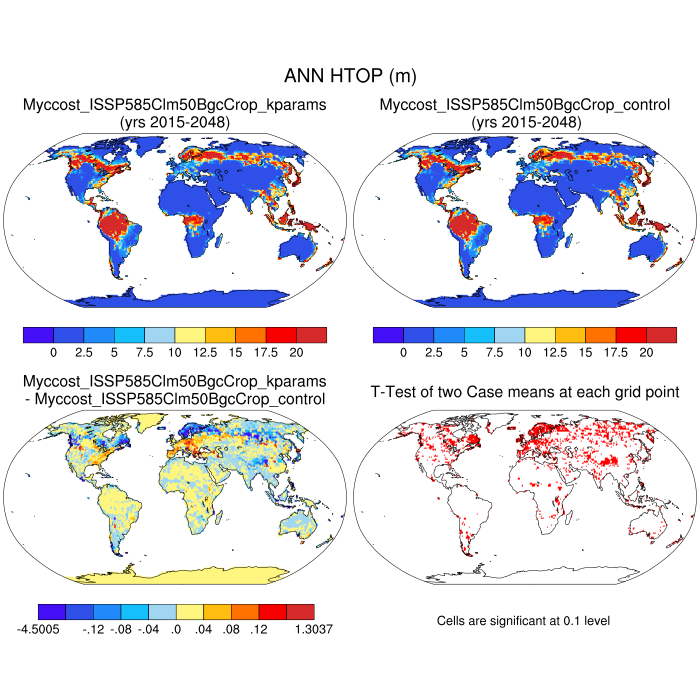 ANN HTOP (m)
Myccost_ISSP585Clm50BgcCrop_kparams
(yrs 2015-2048)
Myccost_ISSP585Clm50BgcCrop_control
(yrs 2015-2048)
0 2.5 5 7.5 10 12.5 15 17.5 20
0 2.5 5 7.5 10 12.5 15 17.5 20
Myccost_ISSP585Clm50BgcCrop_kparams
- Myccost_ISSP585Clm50BgcCrop_control
T-Test of two Case means at each grid point
-4.5005 -.12 -.08 -.04 .0 .04 .08 .12 1.3037
Cells are significant at 0.1 level